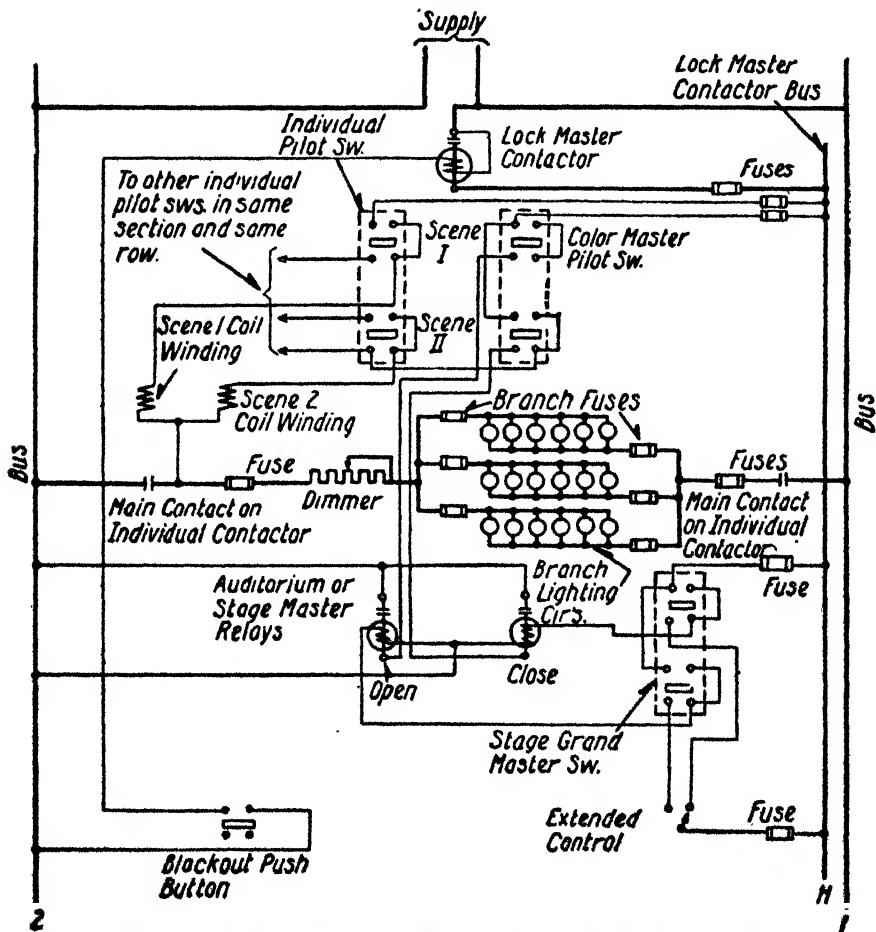 Supply
Lock Master
Contactor Bus
Individual
Pilot Sw.
Lock Master
Contactor
Fuses
To other individual
pilot sws. in same
section and same
row.
Scene
I
Color Master
Pilot Sw.
Scene
II
Scene 1 Coil
Winding
Scene 2
Coil Winding
Branch Fuses
Bus
Bus
Fuse
Dimmer
Fuses
Main Contact on
Individual Contactor
Main Contact
on Individual
Contactor
Auditorium or
Stage Master
Relays
Branch
Lighting
Cir's.
Fuse
Open
Close
Stage Grand
Master Sw.
Extended
Control
Fuse
Blackout Push
Button
2
M
1